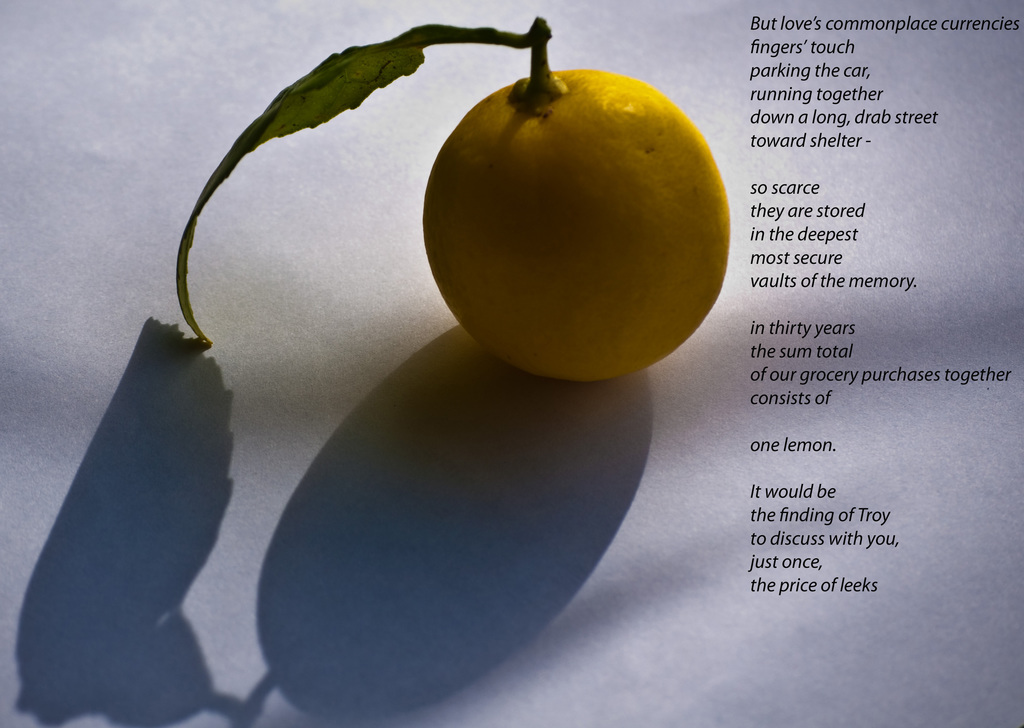 But love's commonplace currencies
fingers' touch
parking the car,
running together
down a long, drab street
toward shelter -
so scarce
they are stored
in the deepest
most secure
vaults of the memory.
in thirty years
the sum total
of our grocery purchases together
consists of
one lemon.
It would be
the finding of Troy
to discuss with you,
just once,
the price of leeks